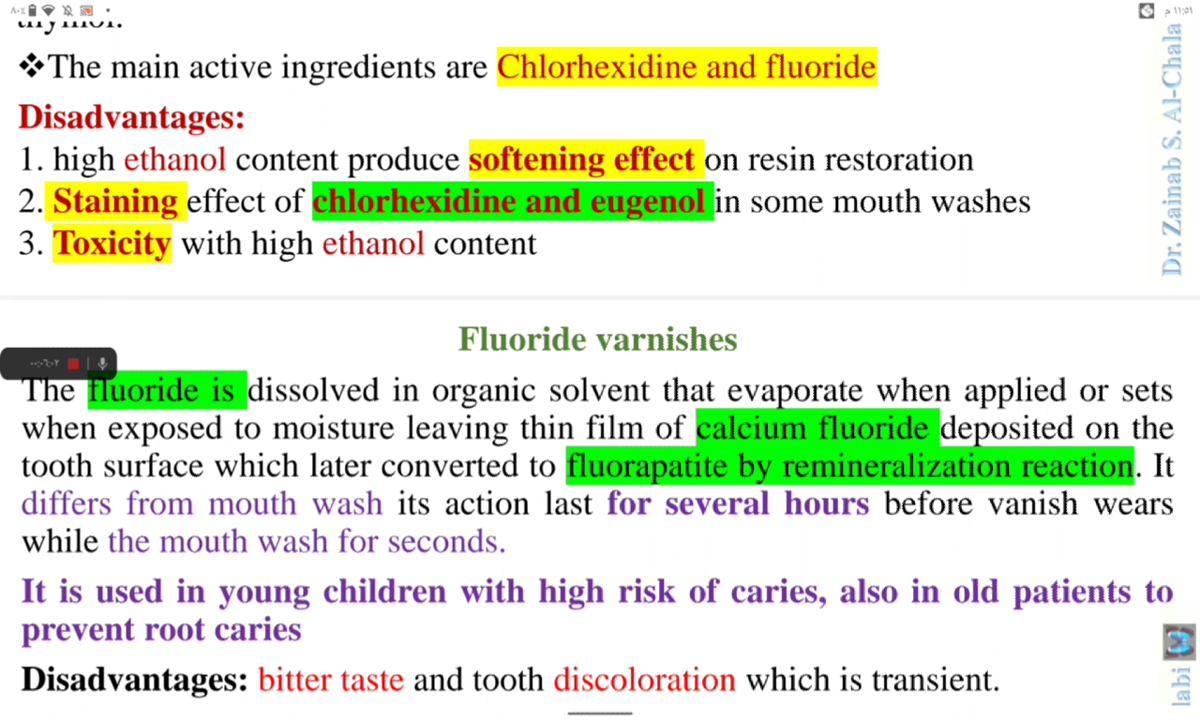 ٨٠٪
١١:٥٦ م
thymol.
❖The main active ingredients are Chlorhexidine and fluoride
Disadvantages:
1. high ethanol content produce softening effect on resin restoration
2. Staining effect of chlorhexidine and eugenol in some mouth washes
3. Toxicity with high ethanol content
Dr. Zainab S. Al-Chala
Fluoride varnishes
The fluoride is dissolved in organic solvent that evaporate when applied or sets
when exposed to moisture leaving thin film of calcium fluoride deposited on the
tooth surface which later converted to fluorapatite by remineralization reaction. It
differs from mouth wash its action last for several hours before vanish wears
while the mouth wash for seconds.
It is used in young children with high risk of caries, also in old patients to
prevent root caries
Disadvantages: bitter taste and tooth discoloration which is transient.
labi